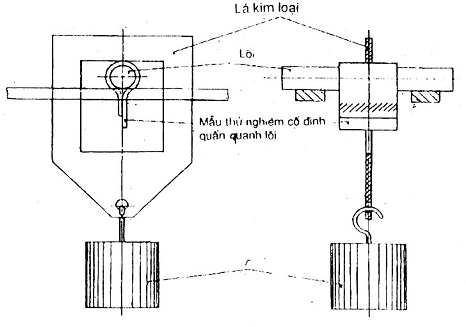 Lá kim loại
Lõi
Mẫu thử nghiệm cố định
quấn quanh lõi
F